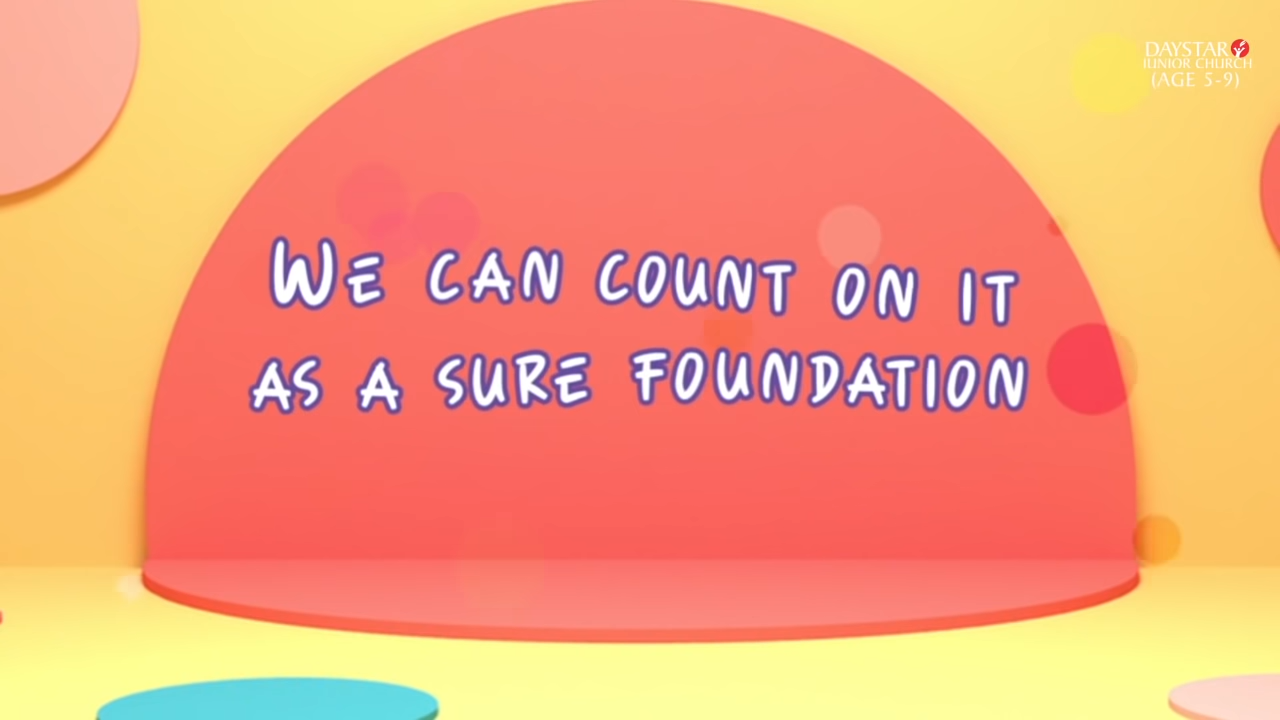 DAYSTAR
JUNIOR CHURCH
(AGE 5-9)
WE CAN COUNT ON IT
AS A SURE FOUNDATION